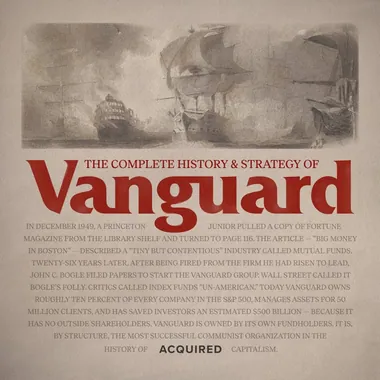 THE COMPLETE HISTORY & STRATEGY OF
Vanguard
IN DECEMBER 1949, A PRINCETON JUNIOR PULLED A COPY OF FORTUNE
MAGAZINE FROM THE LIBRARY SHELF AND TURNED TO PAGE 116. THE ARTICLE — "BIG MONEY
IN BOSTON" — DESCRIBED A "TINY BUT CONTENTIOUS" INDUSTRY CALLED MUTUAL FUNDS.
TWENTY-SIX YEARS LATER, AFTER BEING FIRED FROM THE FIRM HE HAD RISEN TO LEAD,
JOHN C. BOGLE FILED PAPERS TO START THE VANGUARD GROUP. WALL STREET CALLED IT
BOGLE'S FOLLY. CRITICS CALLED INDEX FUNDS "UN-AMERICAN." TODAY VANGUARD OWNS
ROUGHLY TEN PERCENT OF EVERY COMPANY IN THE S&P 500, MANAGES ASSETS FOR 50
MILLION CLIENTS, AND HAS SAVED INVESTORS AN ESTIMATED $500 BILLION — BECAUSE IT
HAS NO OUTSIDE SHAREHOLDERS. VANGUARD IS OWNED BY ITS OWN FUNDHOLDERS. IT IS,
BY STRUCTURE, THE MOST SUCCESSFUL COMMUNIST ORGANIZATION IN THE
HISTORY OF ACQUIRED CAPITALISM.